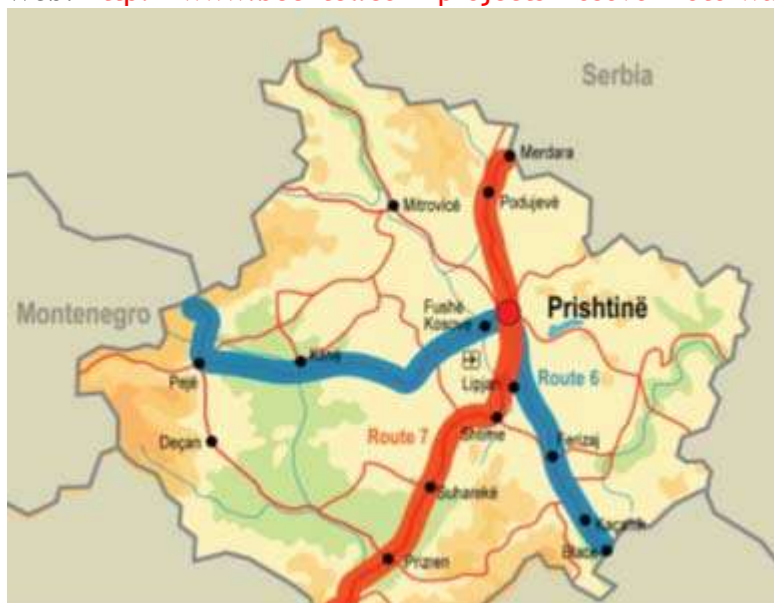 Serbia
Merdara
Podujevë
Mitrovicë
Montenegro
Fushë
Kosovë
Prishtinë
Klinë
Pejë
Lipjan
Route 6
Deçan
Route 7
Shtime
Ferizaj
Suharekë
Kaçanik
Bllacë
Prizren